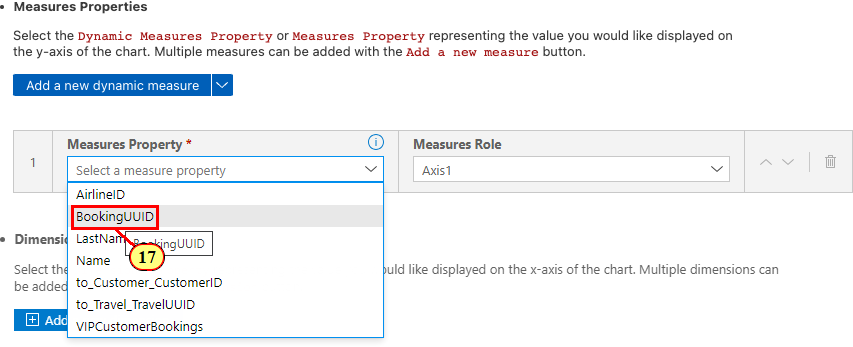 • Measures Properties
Select the Dynamic Measures Property or Measures Property representing the value you would like displayed on
the y-axis of the chart. Multiple measures can be added with the Add a new measure button.
Add a new dynamic measure
Measures Property *
Measures Role
1
Select a measure property
Axis1
AirlineID
BookingUUID
LastNam
BookingUUID
17
Name
to_Customer_CustomerID
to_Travel_TravelUUID
VIPCustomerBookings
• Dimensio
Select the
ould like displayed on the x-axis of the chart. Multiple dimensions can
be added
Add